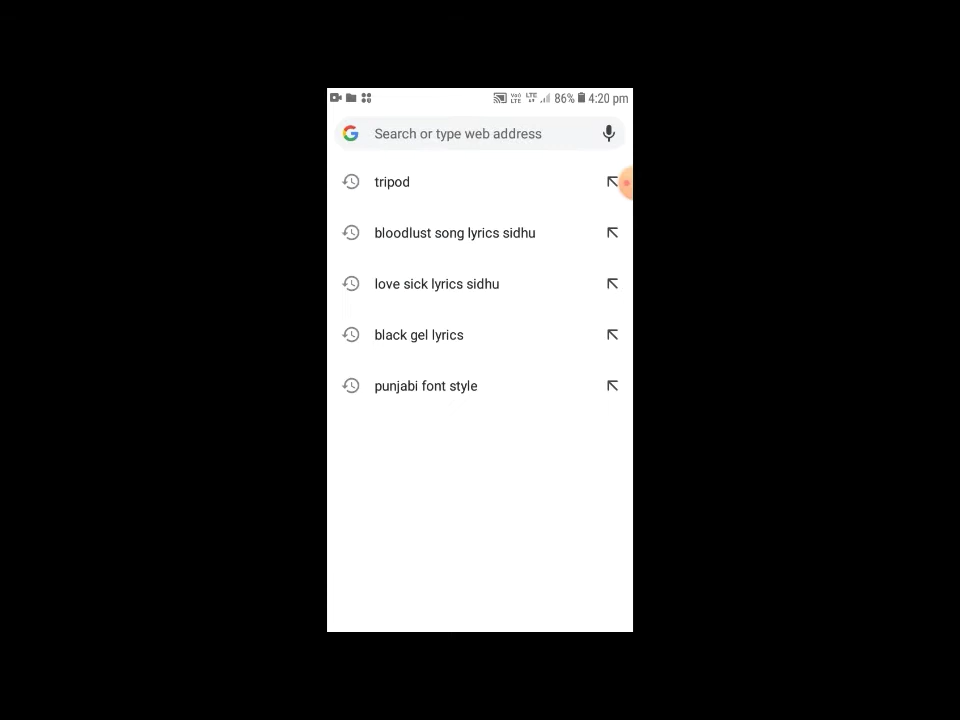 86% 4:20 pm
Search or type web address
tripod
bloodlust song lyrics sidhu
love sick lyrics sidhu
black gel lyrics
punjabi font style